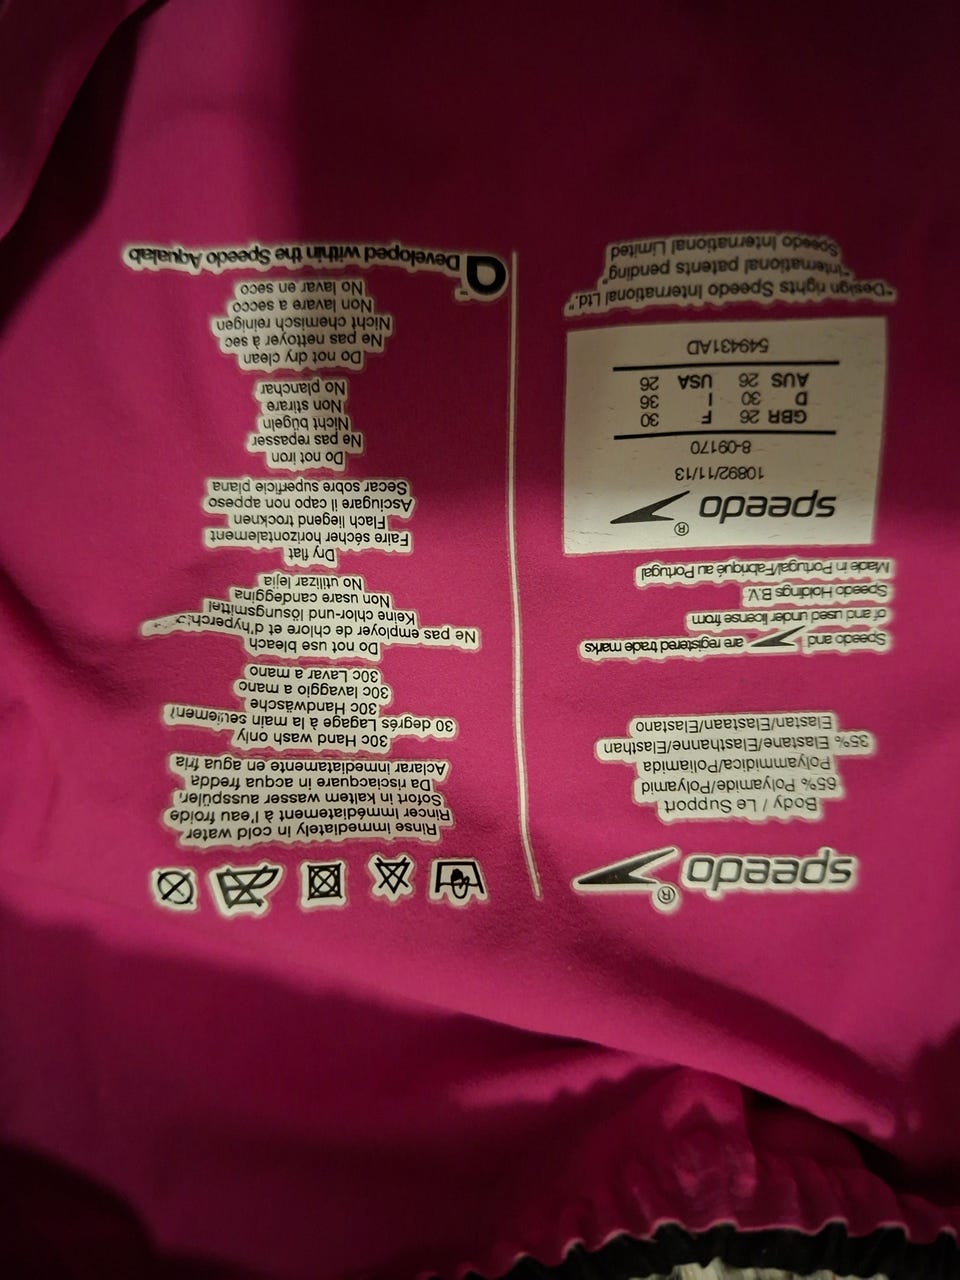 speedo®
Body / Le Support
65% Polyamide/Polyamid
Polyammidica/Poliamida
35% Elastane/Elasthanne/Elasthan
Elastan/Elastaan/Elastano
Speedo and are registered trade marks
of and used under license from
Speedo Holdings B.V.
Made in Portugal/Fabriqué au Portugal
speedo®
10892/11/13
8-09170
GBR 26 F 30
D 30 I 36
AUS 26 USA 26
549431AD
"Design rights Speedo International Ltd."
"International patents pending"
Speedo International Limited
Rinse immediately in cold water
Rincer Immédiatement à l'eau froide
Sofort in kaltem wasser ausspülen
Da risciacquare in acqua fredda
Aclarar inmediatamente en agua fria
30c Hand wash only
30 degrés Lagage à la main seulement
30c Handwäsche
30c lavaggio a mano
30c Lavar a mano
Do not use bleach
Ne pas employer de chlore et d'hyperch
Keine chlor-und lösungsmittel
Non usare candeggina
No utilizar lejia
Dry flat
Faire sécher horizontalement
Flach liegend trocknen
Asciugare il capo non appeso
Secar sobre superficie plana
Do not iron
Ne pas repasser
Nicht bügeln
Non stirare
No planchar
Do not dry clean
Ne pas nettoyer à sec
Nicht chemisch reinigen
Non lavare a secco
No lavar en seco
Developed within the Speedo Aqualab